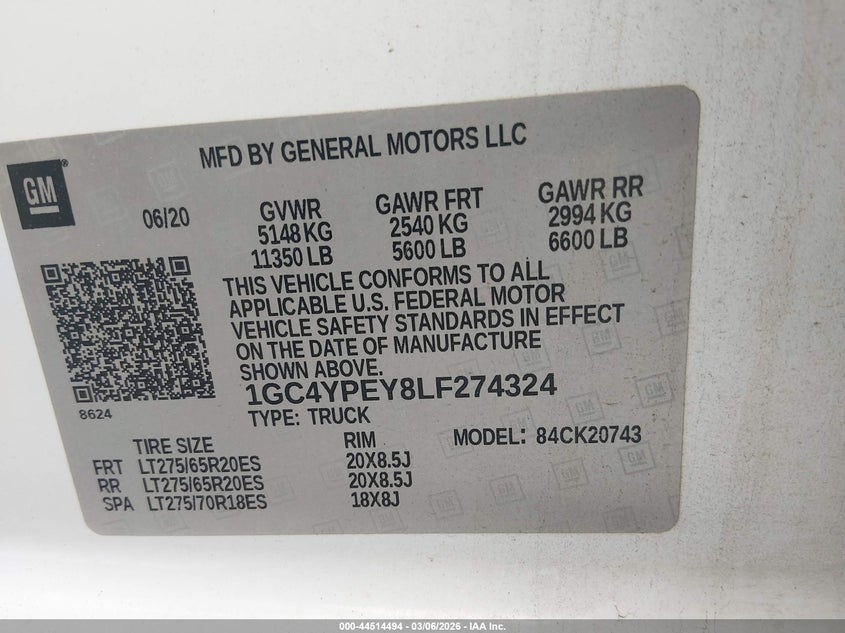 MFD BY GENERAL MOTORS LLC
GM
®
06/20
GVWR
5148 KG
11350 LB
GAWR FRT
2540 KG
5600 LB
GAWR RR
2994 KG
6600 LB
THIS VEHICLE CONFORMS TO ALL
APPLICABLE U.S. FEDERAL MOTOR
VEHICLE SAFETY STANDARDS IN EFFECT
ON THE DATE OF MANUFACTURE
SHOWN ABOVE.
8624
1GC4YPEY8LF274324
TYPE: TRUCK
MODEL: 84CK20743
TIRE SIZE RIM
FRT LT275/65R20ES 20X8.5J
RR LT275/65R20ES 20X8.5J
SPA LT275/70R18ES 18X8J
000-44514494 - 03/06/2026 - IAA Inc.